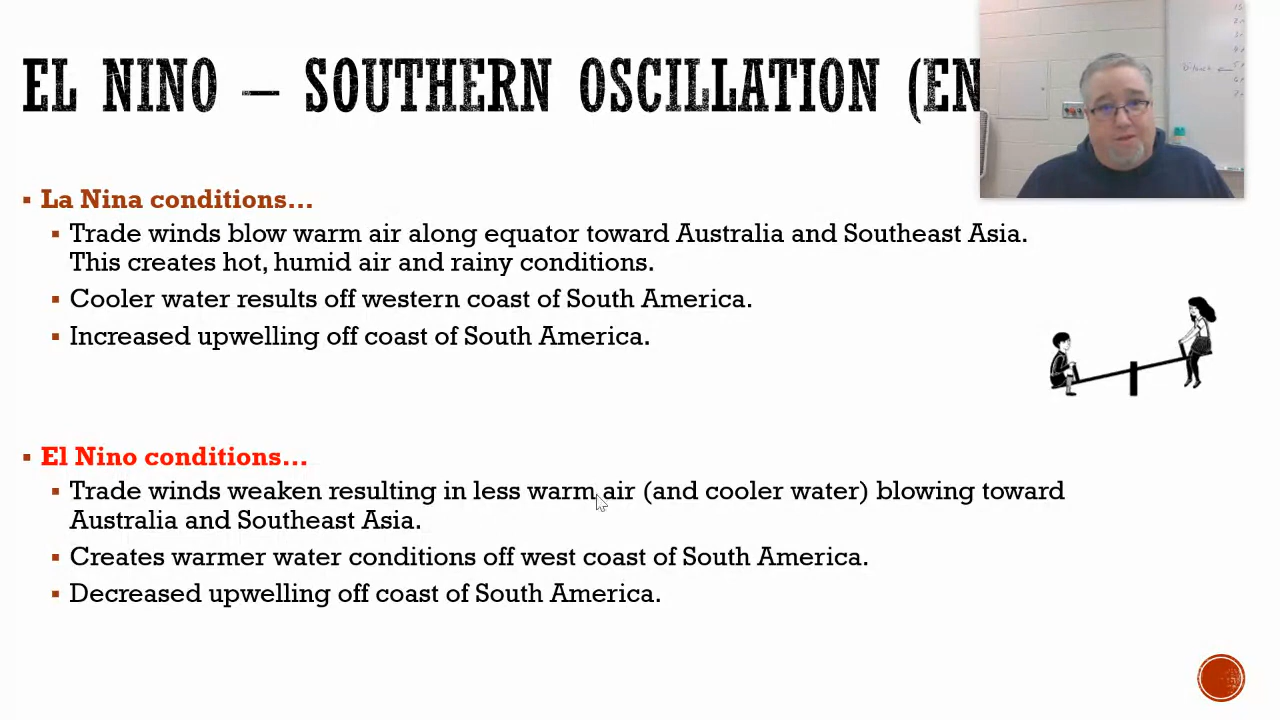 EL NINO – SOUTHERN OSCILLATION (EN
La Nina conditions…
Trade winds blow warm air along equator toward Australia and Southeast Asia.
This creates hot, humid air and rainy conditions.
Cooler water results off western coast of South America.
Increased upwelling off coast of South America.
El Nino conditions…
Trade winds weaken resulting in less warm air (and cooler water) blowing toward
Australia and Southeast Asia.
Creates warmer water conditions off west coast of South America.
Decreased upwelling off coast of South America.